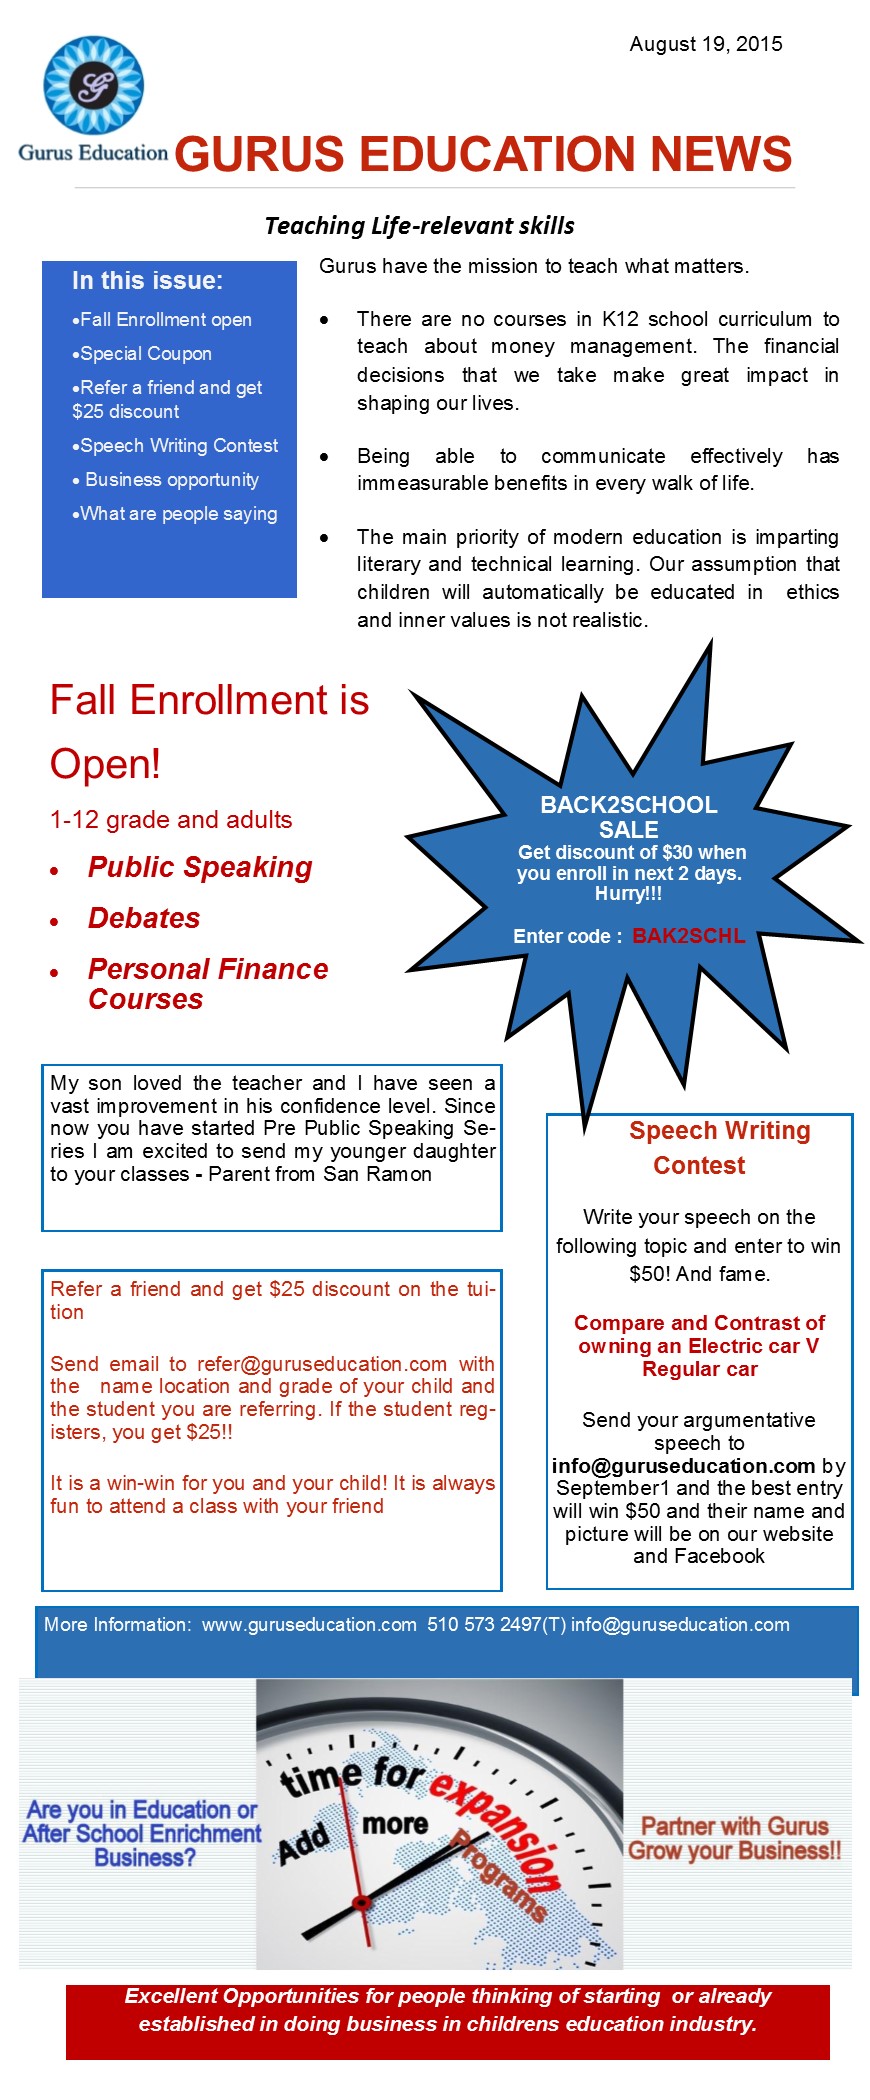 August 19, 2015
G
Gurus Education
GURUS EDUCATION NEWS
Teaching Life-relevant skills
In this issue:
•Fall Enrollment open
•Special Coupon
•Refer a friend and get
$25 discount
•Speech Writing Contest
• Business opportunity
•What are people saying
Gurus have the mission to teach what matters.
• There are no courses in K12 school curriculum to
teach about money management. The financial
decisions that we take make great impact in
shaping our lives.
• Being able to communicate effectively has
immeasurable benefits in every walk of life.
• The main priority of modern education is imparting
literary and technical learning. Our assumption that
children will automatically be educated in ethics
and inner values is not realistic.
Fall Enrollment is
Open!
1-12 grade and adults
• Public Speaking
• Debates
• Personal Finance
Courses
BACK2SCHOOL
SALE
Get discount of $30 when
you enroll in next 2 days.
Hurry!!!
Enter code : BAK2SCHL
My son loved the teacher and I have seen a
vast improvement in his confidence level. Since
now you have started Pre Public Speaking Se-
ries I am excited to send my younger daughter
to your classes - Parent from San Ramon
Refer a friend and get $25 discount on the tui-
tion
Send email to refer@guruseducation.com with
the name location and grade of your child and
the student you are referring. If the student reg-
isters, you get $25!!
It is a win-win for you and your child! It is always
fun to attend a class with your friend
Speech Writing
Contest
Write your speech on the
following topic and enter to win
$50! And fame.
Compare and Contrast of
owning an Electric car V
Regular car
Send your argumentative
speech to
info@guruseducation.com by
September1 and the best entry
will win $50 and their name and
picture will be on our website
and Facebook
More Information: www.guruseducation.com 510 573 2497(T) info@guruseducation.com
Are you in Education or
After School Enrichment
Business?
time for expansion
Add more Programs
Partner with Gurus
Grow your Business!!
Excellent Opportunities for people thinking of starting or already
established in doing business in childrens education industry.